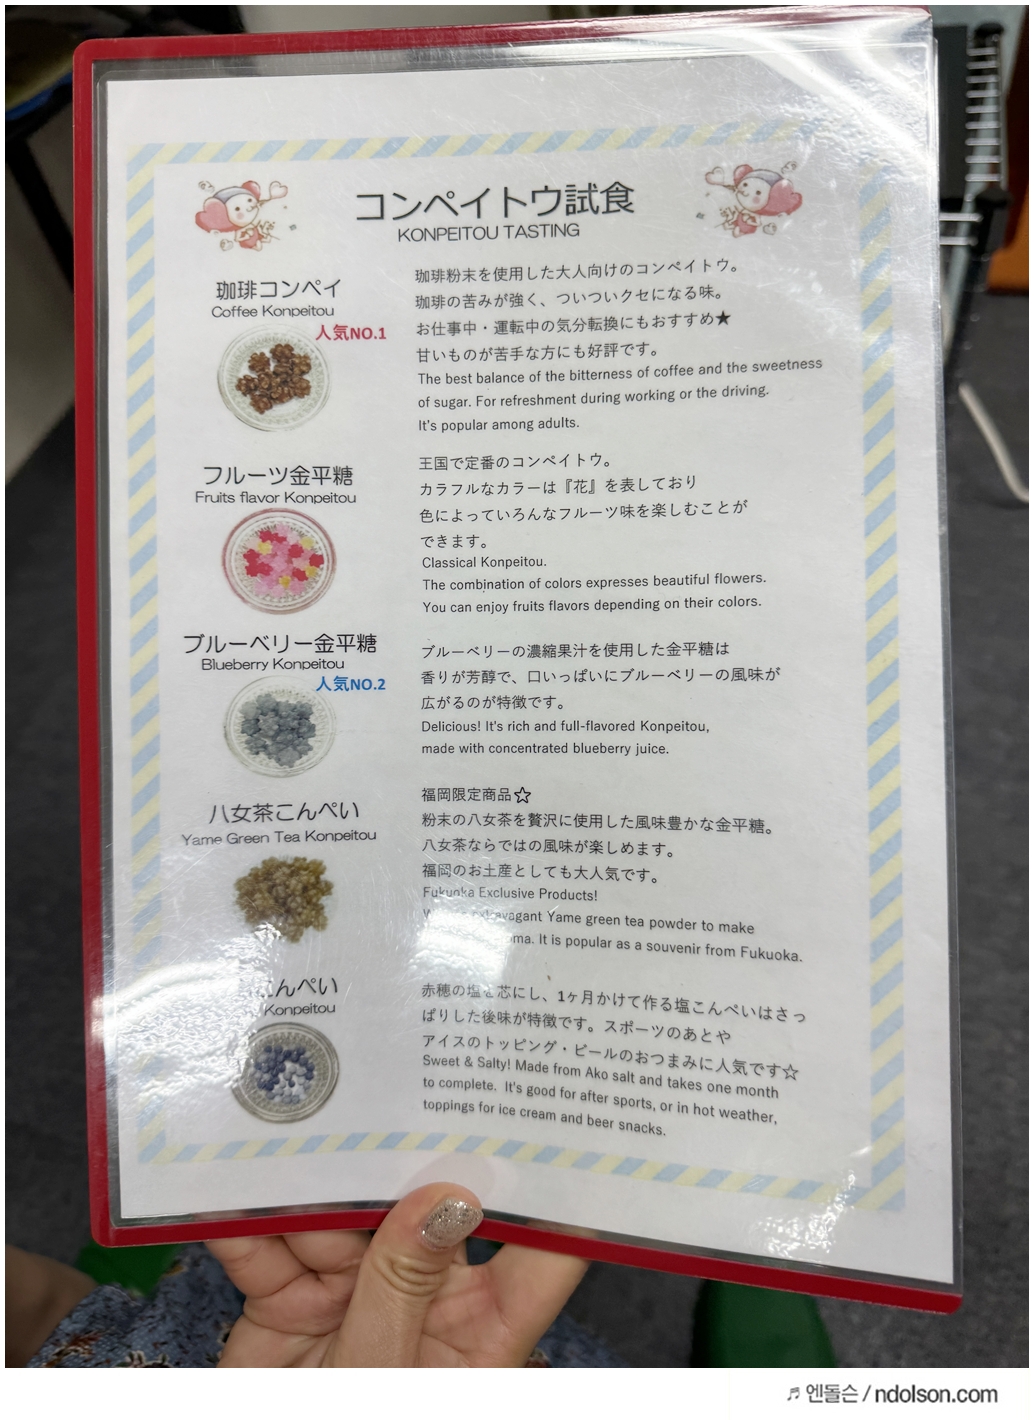 コンペイトウ試食
KONPEITOU TASTING
珈琲コンペイ
Coffee Konpeitou
人気NO.1
珈琲粉末を使用した大人向けのコンペイトウ。
珈琲の苦みが強く、ついついクセになる味。
お仕事中・運転中の気分転換にもおすすめ★
甘いものが苦手な方にも好評です。
The best balance of the bitterness of coffee and the sweetness
of sugar. For refreshment during working or the driving.
It's popular among adults.
フルーツ金平糖
Fruits flavor Konpeitou
王国で定番のコンペイトウ。
カラフルなカラーは『花』を表しており
色によっていろんなフルーツ味を楽しむことが
できます。
Classical Konpeitou.
The combination of colors expresses beautiful flowers.
You can enjoy fruits flavors depending on their colors.
ブルーベリー金平糖
Blueberry Konpeitou
人気NO.2
ブルーベリーの濃縮果汁を使用した金平糖は
香りが芳醇で、口いっぱいにブルーベリーの風味が
広がるのが特徴です。
Delicious! It's rich and full-flavored Konpeitou,
made with concentrated blueberry juice.
八女茶こんぺい
Yame Green Tea Konpeitou
福岡限定商品☆
粉末の八女茶を贅沢に使用した風味豊かな金平糖。
八女茶ならではの風味が楽しめます。
福岡のお土産としても大人気です。
Fukuoka Exclusive Products!
Yame green tea powder to make
It is popular as a souvenir from Fukuoka.
こんぺい
Konpeitou
赤穂の塩を芯にし、1ヶ月かけて作る塩こんぺいはさっ
ぱりした後味が特徴です。スポーツのあとや
アイスのトッピング・ビールのおつまみに人気です☆
Sweet & Salty! Made from Ako salt and takes one month
to complete. It's good for after sports, or in hot weather,
toppings for ice cream and beer snacks.
♬ 엔돌슨 / ndolson.com